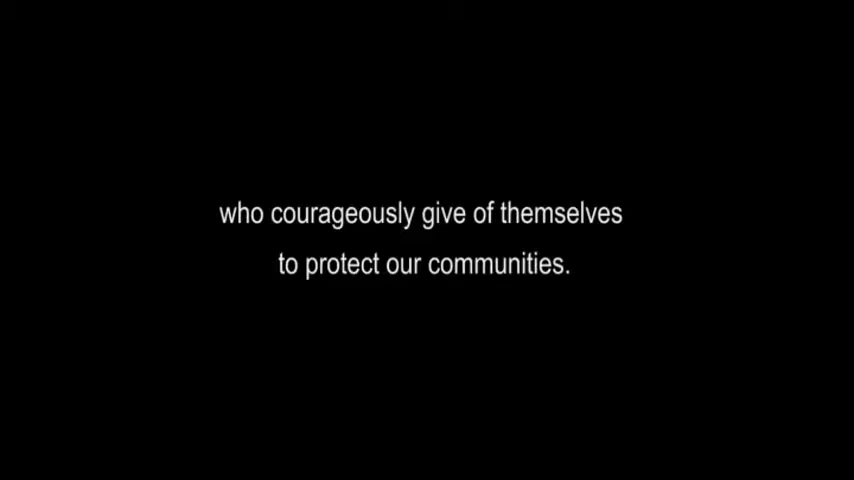 who courageously give of themselves
to protect our communities.